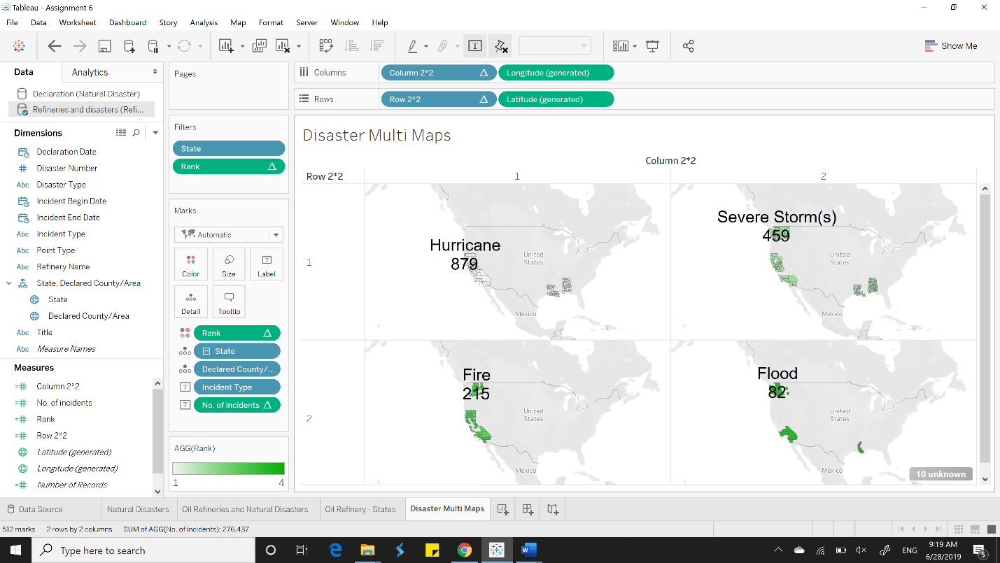 Tableau - Assignment 6
File Data Worksheet Dashboard Story Analysis Map Format Server Window Help
Show Me
Data
Analytics
Declaration (Natural Disaster)
Refineries and disasters (Refi...
Dimensions
Declaration Date
Disaster Number
Abc Disaster Type
Incident Begin Date
Incident End Date
Abc Incident Type
Abc Point Type
Abc Refinery Name
State, Declared County/Area
State
Declared County/Area
Abc Title
Abc Measure Names
Measures
Column 2*2
No. of incidents
Rank
Row 2*2
Latitude (generated)
Longitude (generated)
Number of Records
Pages
Filters
State
Rank
Marks
Automatic
Color Size Label
Detail Tooltip
Rank
State
Declared County/..
Incident Type
No. of incidents
AGG(Rank)
1 4
Columns Column 2*2 Longitude (generated)
Rows Row 2*2 Latitude (generated)
Disaster Multi Maps
Column 2*2
Row 2*2 1 2
1
Hurricane
879
United
States
Mexico
Severe Storm(s)
459
United
States
Mexico
2
Fire
215
United
States
Mexico
Flood
82
United
States
Mexico
10 unknown
Data Source Natural Disasters Oil Refineries and Natural Disasters Oil Refinery - States Disaster Multi Maps
512 marks 2 rows by 2 columns SUM of AGG(No. of incidents): 276,437
Type here to search
W
ENG
9:19 AM
6/28/2019
5